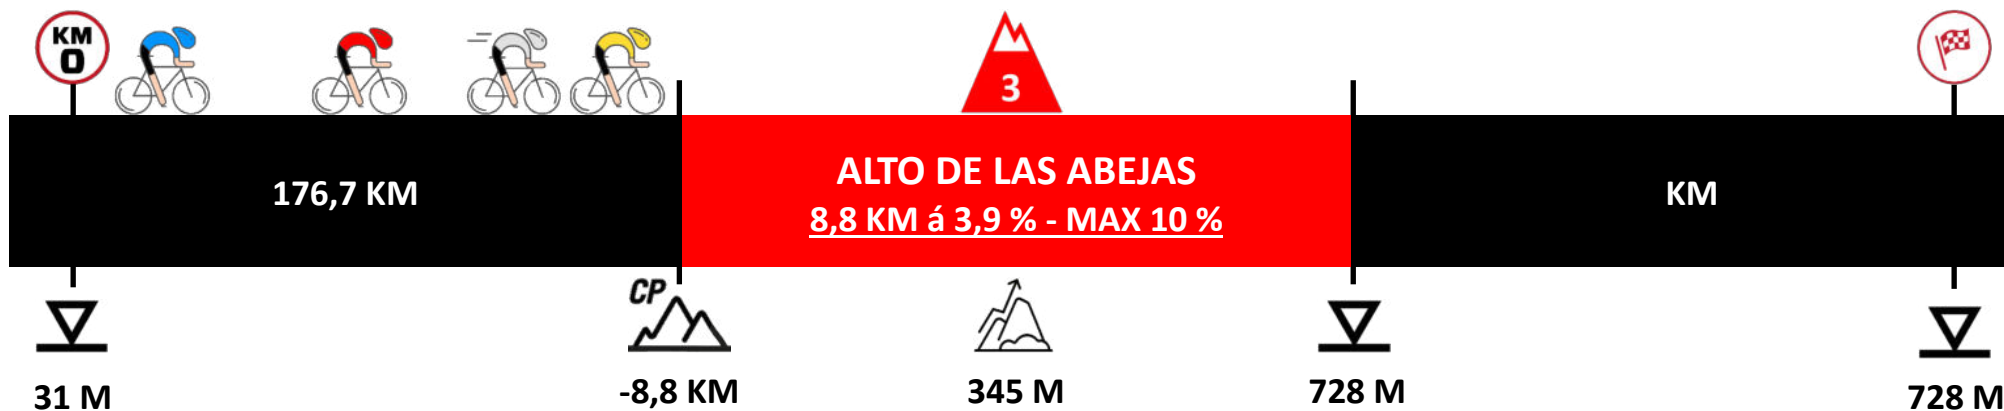 KM
0
3
176,7 KM
ALTO DE LAS ABEJAS
8,8 KM á 3,9 % - MAX 10 %
KM
CP
31 M
-8,8 KM
345 M
728 M
728 M